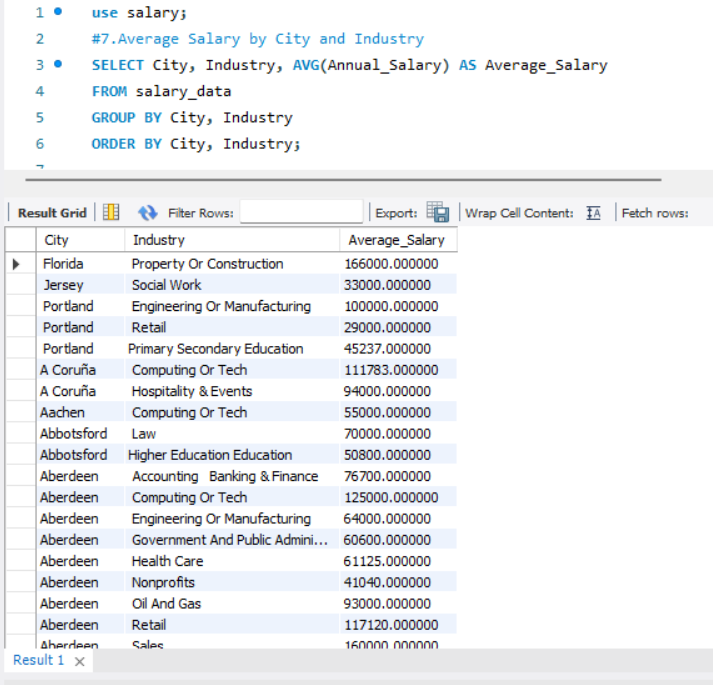 1 use salary;
2 #7.Average Salary by City and Industry
3 SELECT City, Industry, AVG(Annual_Salary) AS Average_Salary
4 FROM salary_data
5 GROUP BY City, Industry
6 ORDER BY City, Industry;
7
Result Grid Filter Rows: Export: Wrap Cell Content: IA Fetch rows:
City Industry Average_Salary
Florida Property Or Construction 166000.000000
Jersey Social Work 33000.000000
Portland Engineering Or Manufacturing 100000.000000
Portland Retail 29000.000000
Portland Primary Secondary Education 45237.000000
A Coruña Computing Or Tech 111783.000000
A Coruña Hospitality & Events 94000.000000
Aachen Computing Or Tech 55000.000000
Abbotsford Law 70000.000000
Abbotsford Higher Education Education 50800.000000
Aberdeen Accounting Banking & Finance 76700.000000
Aberdeen Computing Or Tech 125000.000000
Aberdeen Engineering Or Manufacturing 64000.000000
Aberdeen Government And Public Admini... 60600.000000
Aberdeen Health Care 61125.000000
Aberdeen Nonprofits 41040.000000
Aberdeen Oil And Gas 93000.000000
Aberdeen Retail 117120.000000
Aberdeen Sales 160000.000000
Result 1